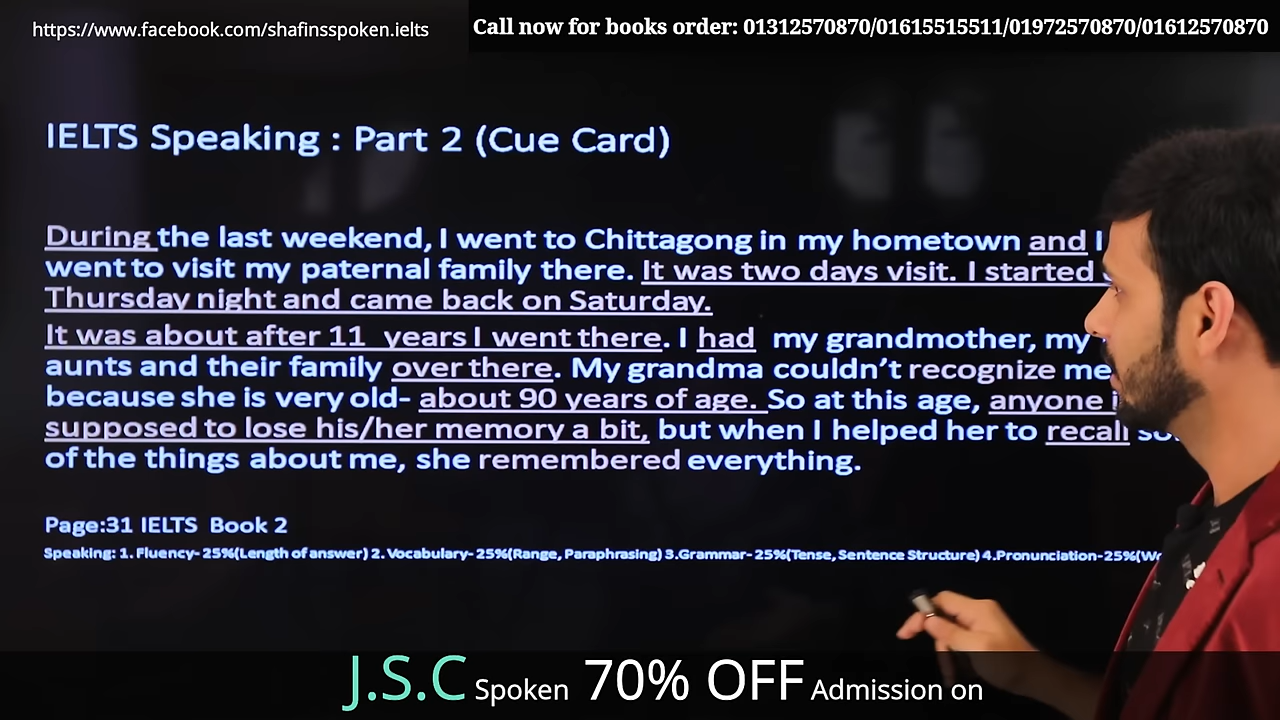 https://www.facebook.com/shafinsspoken.ielts
Call now for books order: 01312570870/01615515511/01972570870/01612570870
IELTS Speaking : Part 2 (Cue Card)
During the last weekend, I went to Chittagong in my hometown and I
went to visit my paternal family there. It was two days visit. I started
Thursday night and came back on Saturday.
It was about after 11 years I went there. I had my grandmother, my
aunts and their family over there. My grandma couldn't recognize me
because she is very old- about 90 years of age. So at this age, anyone
supposed to lose his/her memory a bit, but when I helped her to recall
of the things about me, she remembered everything.
Page:31 IELTS Book 2
Speaking: 1. Fluency- 25%(Length of answer) 2. Vocabulary- 25%(Range, Paraphrasing) 3.Grammar- 25%(Tense, Sentence Structure) 4.Pronunciation-25%(
J.S.C Spoken 70% OFF Admission on